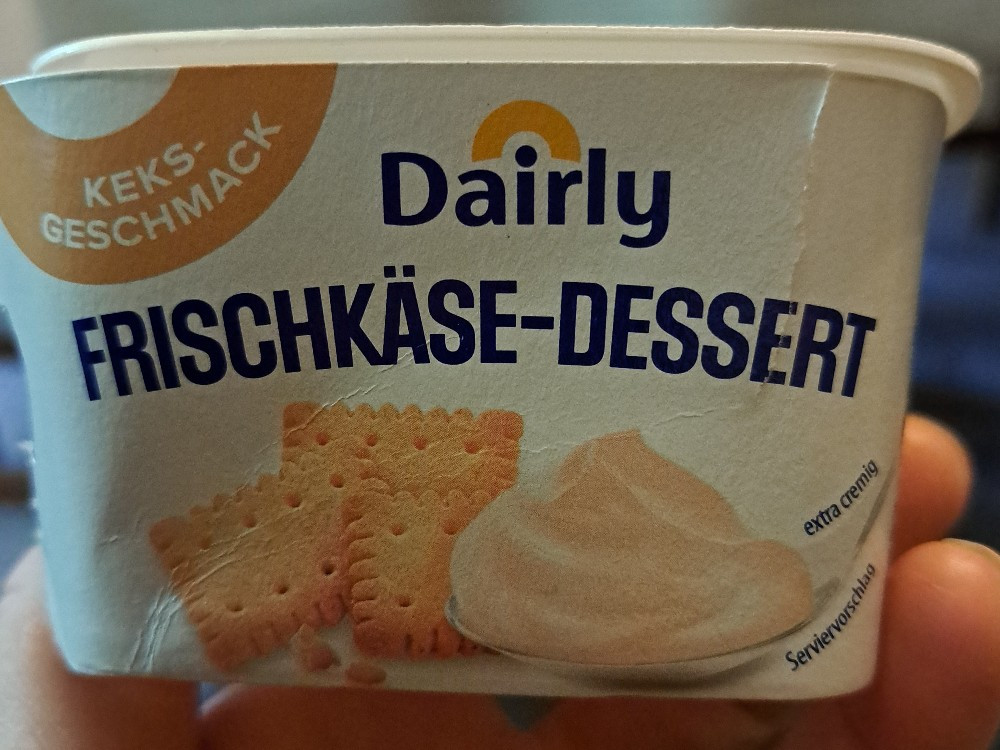 KEKS-
GESCHMACK
Dairly
FRISCHKÄSE-DESSERT
extra cremig
Serviervorschlag